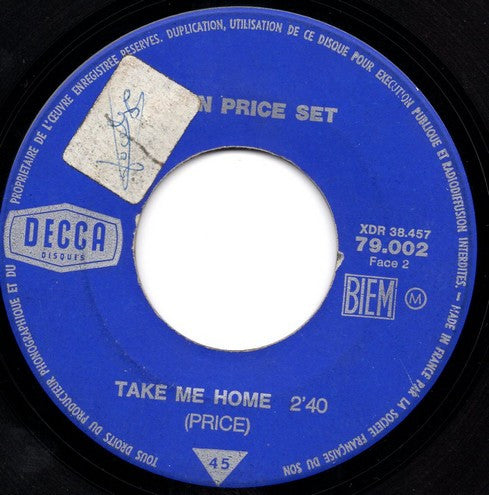 N PRICE SET
DECCA
DISQUES
XDR 38.457
79.002
Face 2
BIEM
M
TAKE ME HOME 2'40
(PRICE)
45
TOUS DROITS DU PRODUCTEUR PHONOGRAPHIQUE ET DU PROPRIETAIRE DE L'ŒUVRE ENREGISTREE RESERVES. DUPLICATION, UTILISATION DE CE DISQUE POUR EXECUTION PUBLIQUE ET RADIODIFFUSION INTERDITES. - MADE IN FRANCE PAR LA SOCIETE FRANÇAISE DU SON